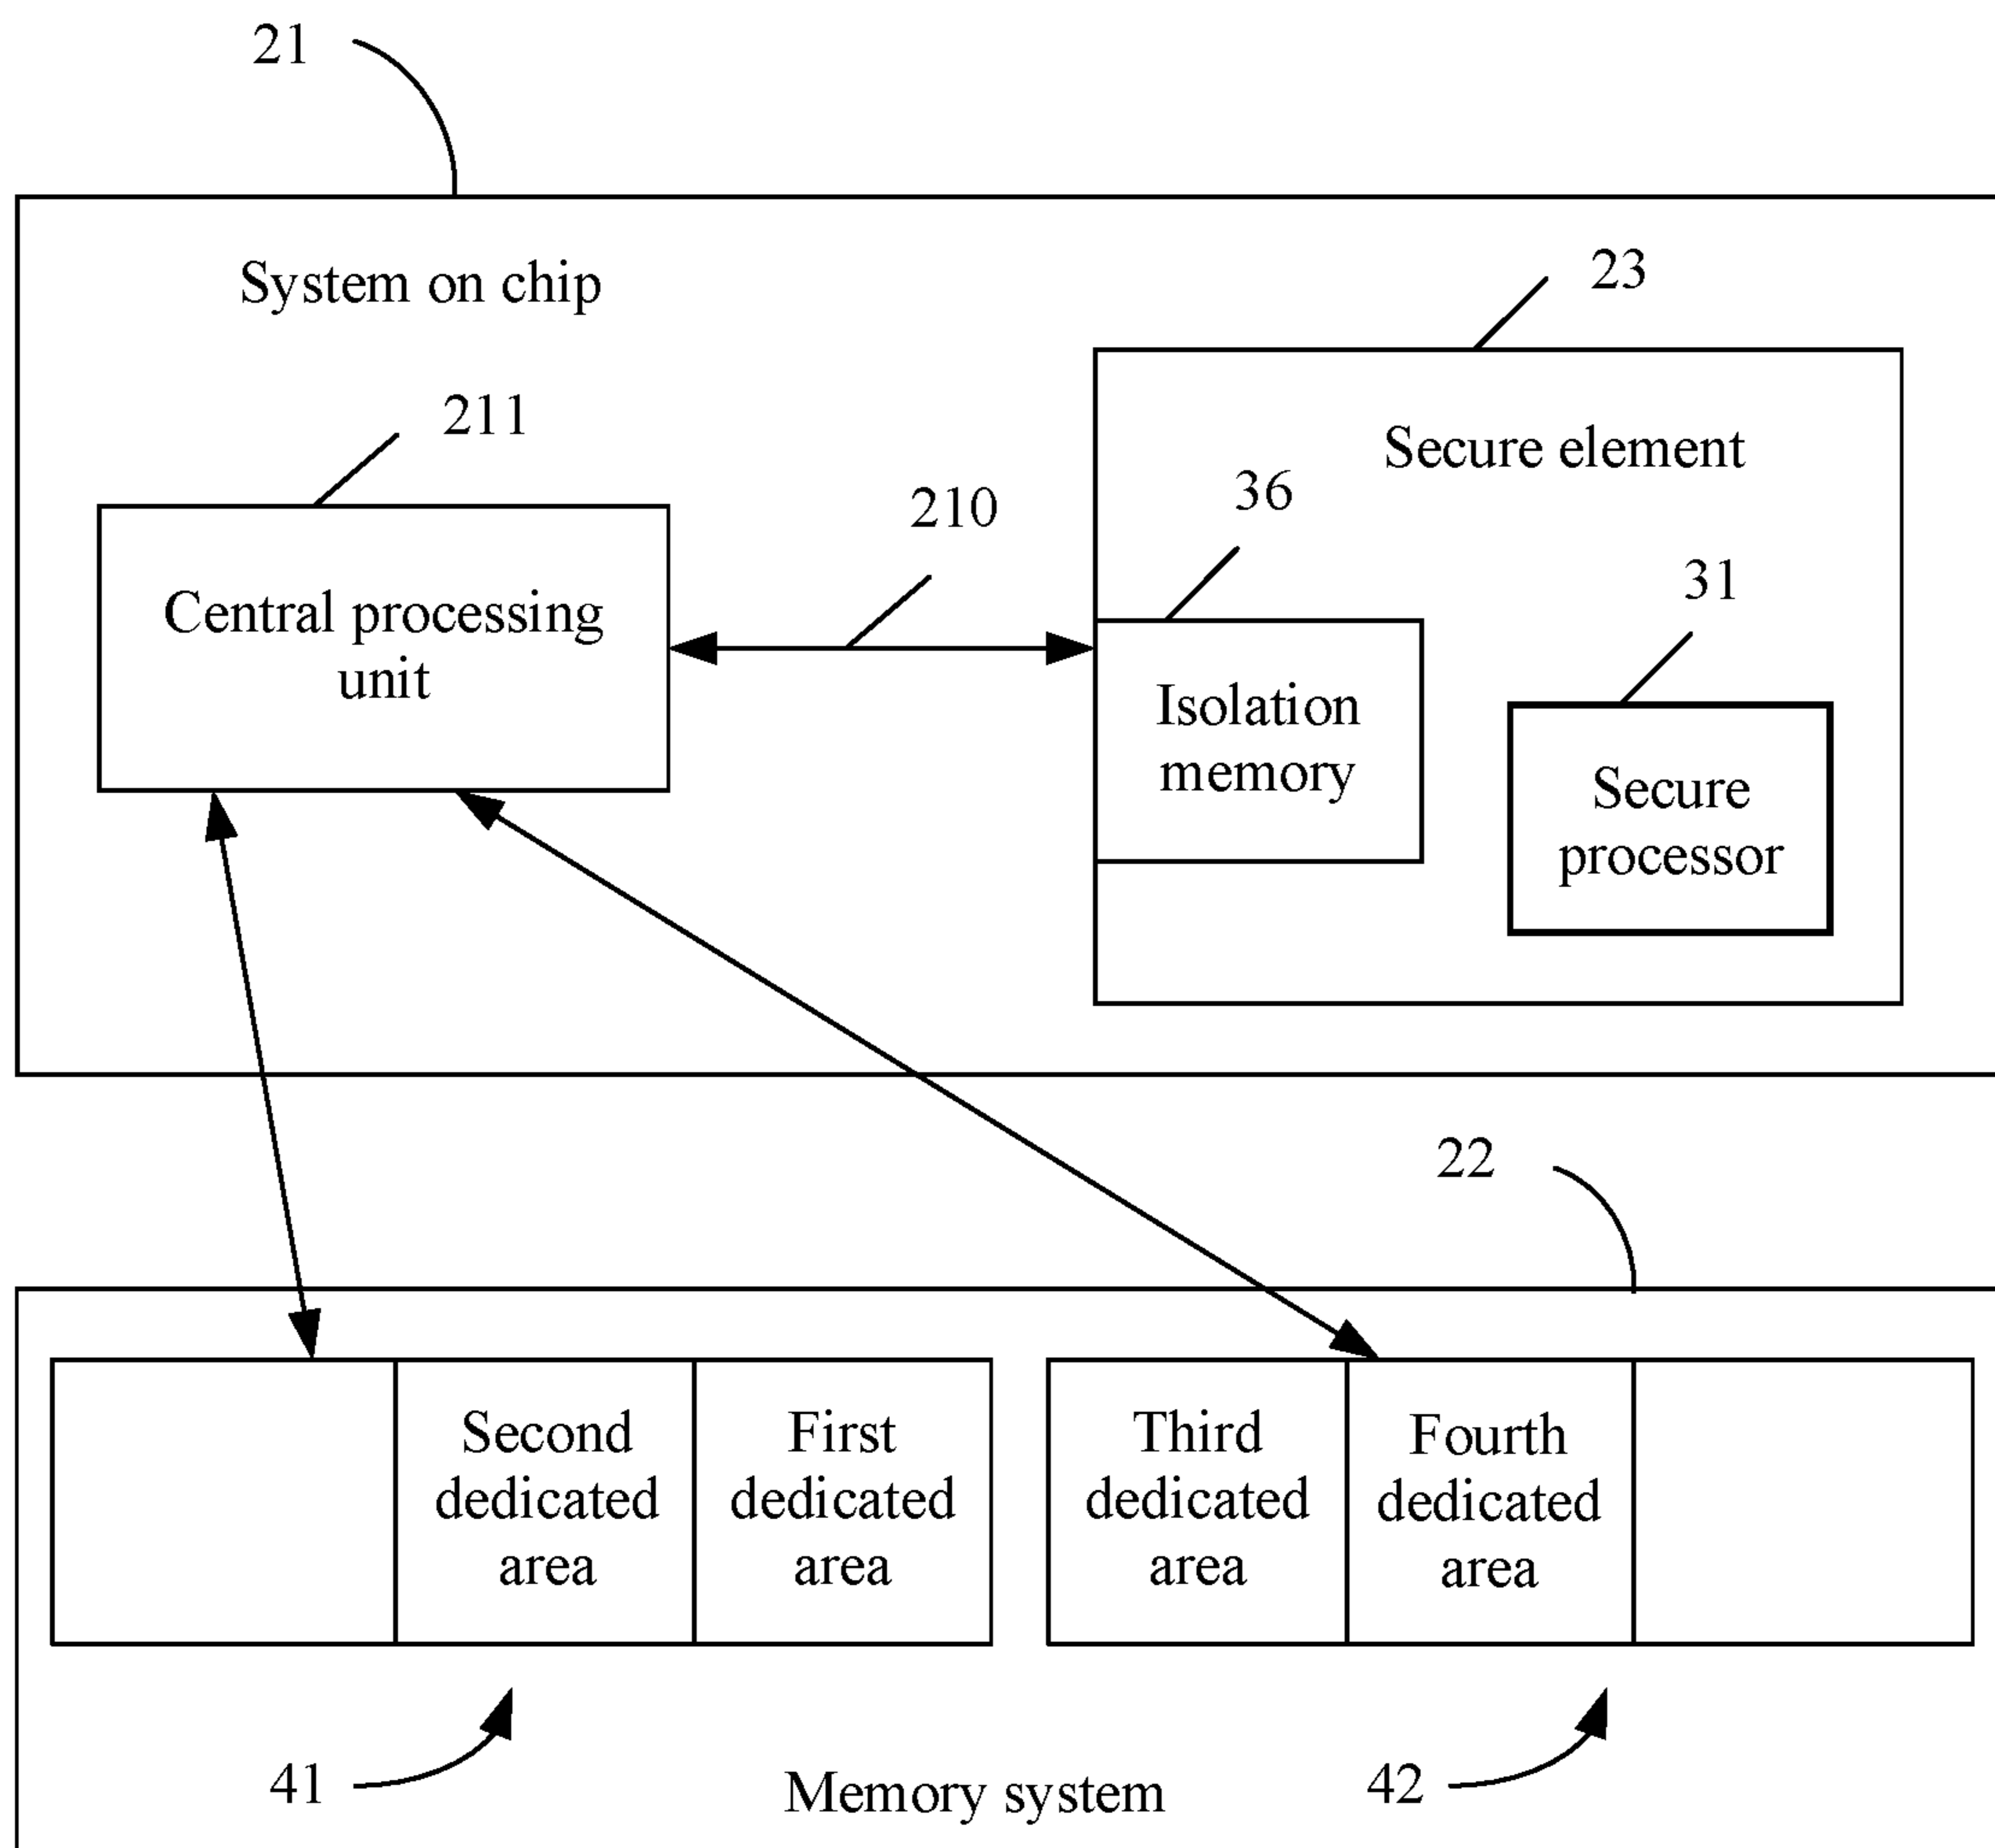 21
System on chip
23
211
Secure element
36
210
31
Central processing
unit
Isolation
memory
Secure
processor
22
Second
dedicated
area
First
dedicated
area
Third
dedicated
area
Fourth
dedicated
area
41
Memory system
42